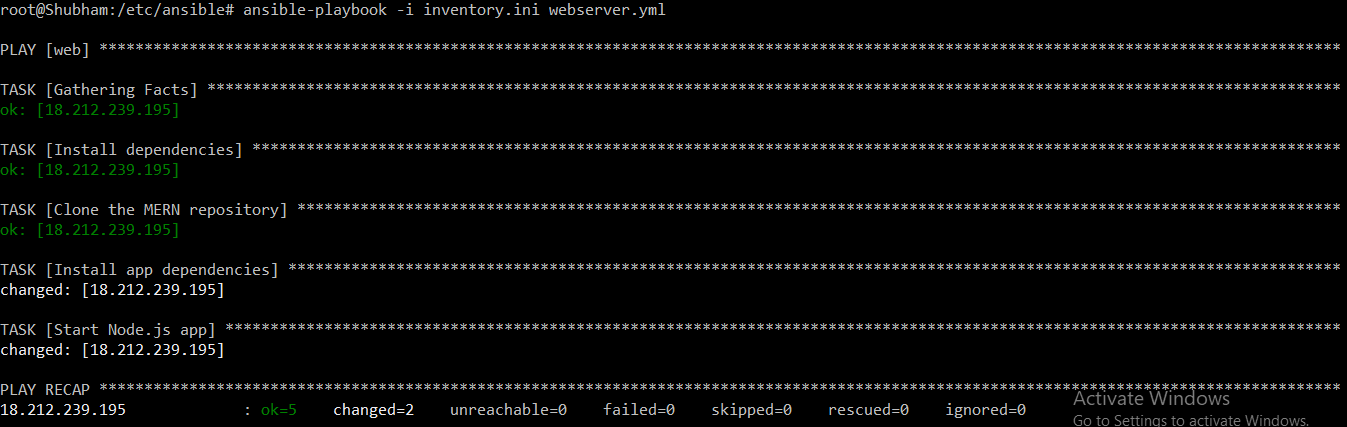 root@Shubham:/etc/ansible# ansible-playbook -i inventory.ini webserver.yml
PLAY [web] ******************************************************************************************************************************************
TASK [Gathering Facts] ******************************************************************************************************************************
ok: [18.212.239.195]
TASK [Install dependencies] *************************************************************************************************************************
ok: [18.212.239.195]
TASK [Clone the MERN repository] ********************************************************************************************************************
ok: [18.212.239.195]
TASK [Install app dependencies] *********************************************************************************************************************
changed: [18.212.239.195]
TASK [Start Node.js app] ****************************************************************************************************************************
changed: [18.212.239.195]
PLAY RECAP ******************************************************************************************************************************************
18.212.239.195 : ok=5 changed=2 unreachable=0 failed=0 skipped=0 rescued=0 ignored=0
Activate Windows
Go to Settings to activate Windows.